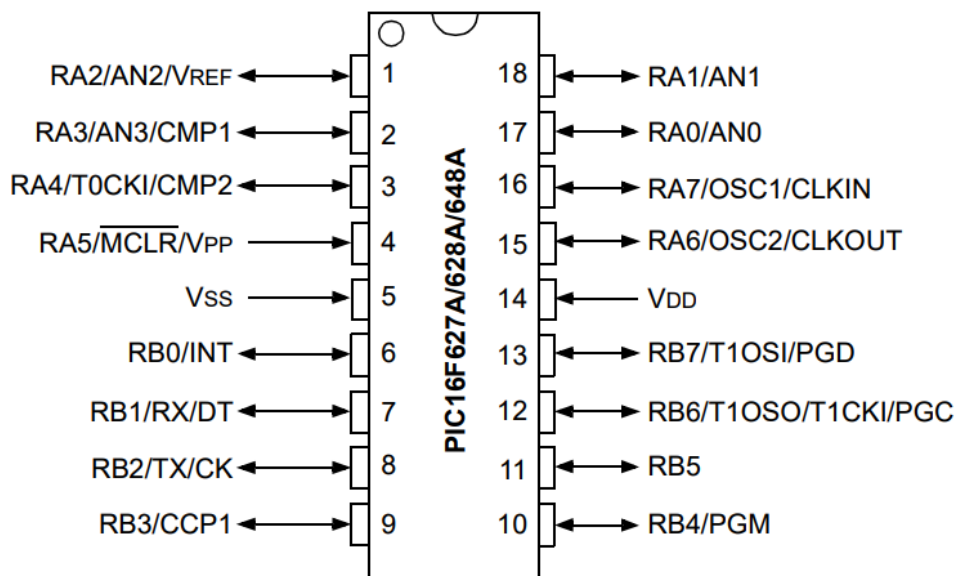 RA2/AN2/VREF 1 18 RA1/AN1
RA3/AN3/CMP1 2 17 RA0/AN0
RA4/T0CKI/CMP2 3 16 RA7/OSC1/CLKIN
RA5/MCLR/VPP 4 15 RA6/OSC2/CLKOUT
VSS 5 14 VDD
RB0/INT 6 13 RB7/T1OSI/PGD
RB1/RX/DT 7 12 RB6/T1OSO/T1CKI/PGC
RB2/TX/CK 8 11 RB5
RB3/CCP1 9 10 RB4/PGM
PIC16F627A/628A/648A